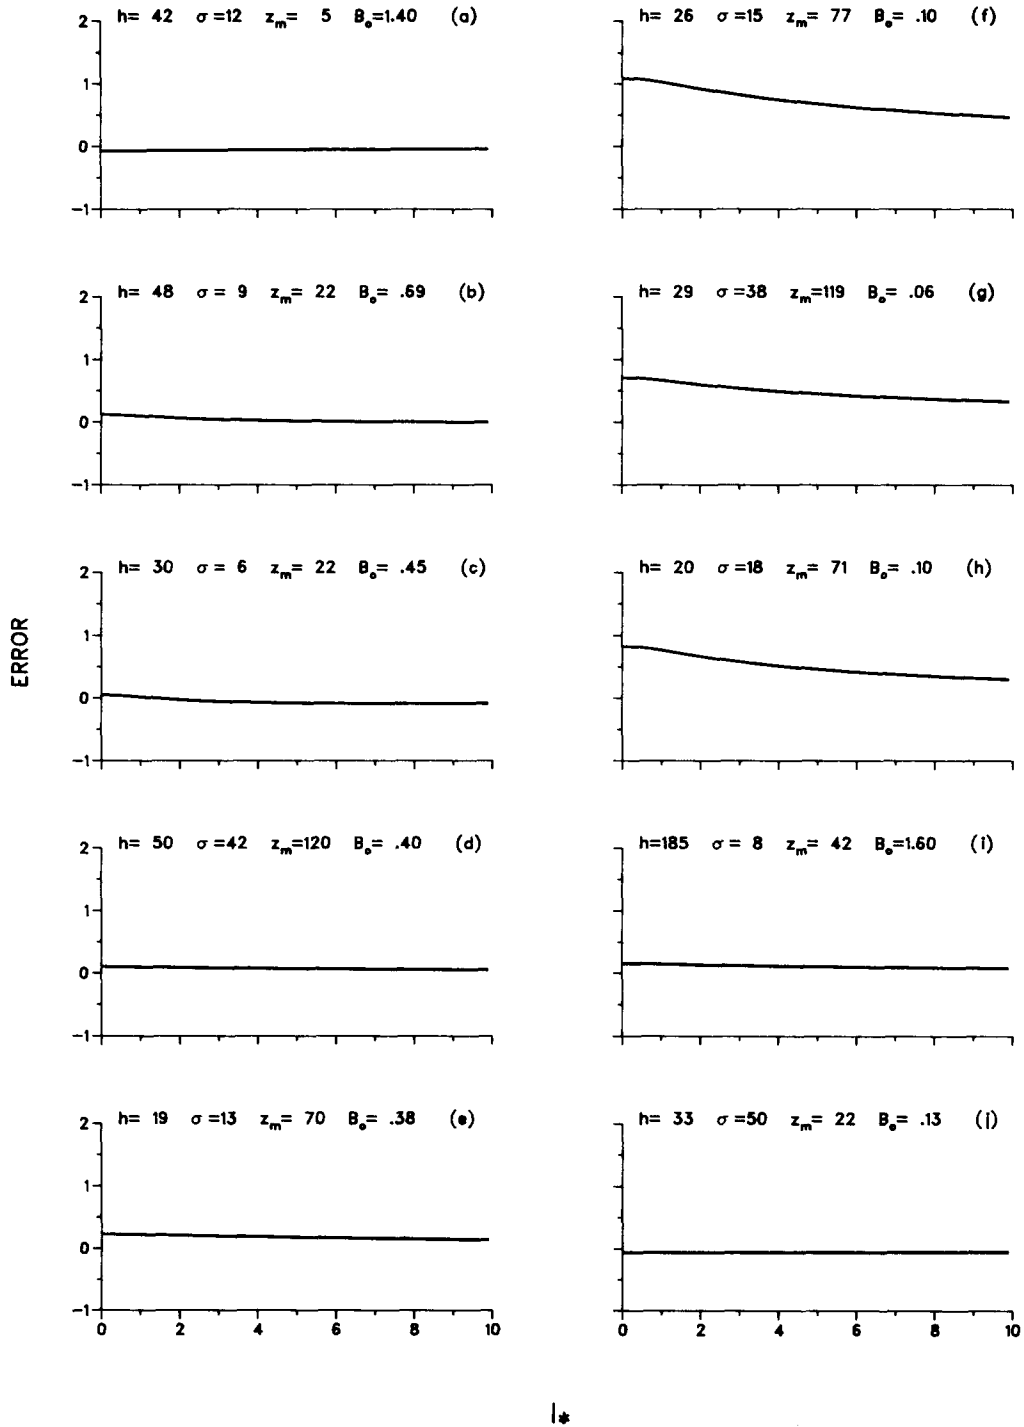 h= 42 σ=12 z_m= 5 B_o=1.40 (a)
2
1
0
−1
h= 48 σ= 9 z_m= 22 B_o= .69 (b)
2
1
0
−1
h= 30 σ= 6 z_m= 22 B_o= .45 (c)
2
1
0
−1
h= 50 σ=42 z_m=120 B_o= .40 (d)
2
1
0
−1
h= 19 σ=13 z_m= 70 B_o= .38 (e)
2
1
0
−1
0 2 4 6 8 10
h= 26 σ=15 z_m= 77 B_o= .10 (f)
h= 29 σ=38 z_m=119 B_o= .06 (g)
h= 20 σ=18 z_m= 71 B_o= .10 (h)
h=185 σ= 8 z_m= 42 B_o=1.60 (i)
h= 33 σ=50 z_m= 22 B_o= .13 (j)
0 2 4 6 8 10
ERROR
I*